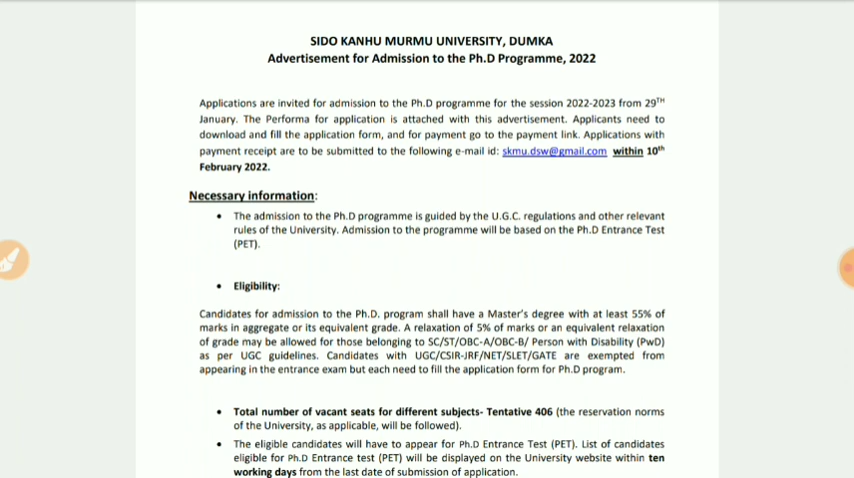 SIDO KANHU MURMU UNIVERSITY, DUMKA
Advertisement for Admission to the Ph.D Programme, 2022
Applications are invited for admission to the Ph.D programme for the session 2022-2023 from 29TH
January. The Performa for application is attached with this advertisement. Applicants need to
download and fill the application form, and for payment go to the payment link. Applications with
payment receipt are to be submitted to the following e-mail id: skmu.dsw@gmail.com within 10th
February 2022.
Necessary information:
• The admission to the Ph.D programme is guided by the U.G.C. regulations and other relevant
rules of the University. Admission to the programme will be based on the Ph.D Entrance Test
(PET).
• Eligibility:
Candidates for admission to the Ph.D. program shall have a Master's degree with at least 55% of
marks in aggregate or its equivalent grade. A relaxation of 5% of marks or an equivalent relaxation
of grade may be allowed for those belonging to SC/ST/OBC-A/OBC-B/ Person with Disability (PwD)
as per UGC guidelines. Candidates with UGC/CSIR-JRF/NET/SLET/GATE are exempted from
appearing in the entrance exam but each need to fill the application form for Ph.D program.
• Total number of vacant seats for different subjects- Tentative 406 (the reservation norms
of the University, as applicable, will be followed).
• The eligible candidates will have to appear for Ph.D Entrance Test (PET). List of candidates
eligible for Ph.D Entrance test (PET) will be displayed on the University website within ten
working days from the last date of submission of application.